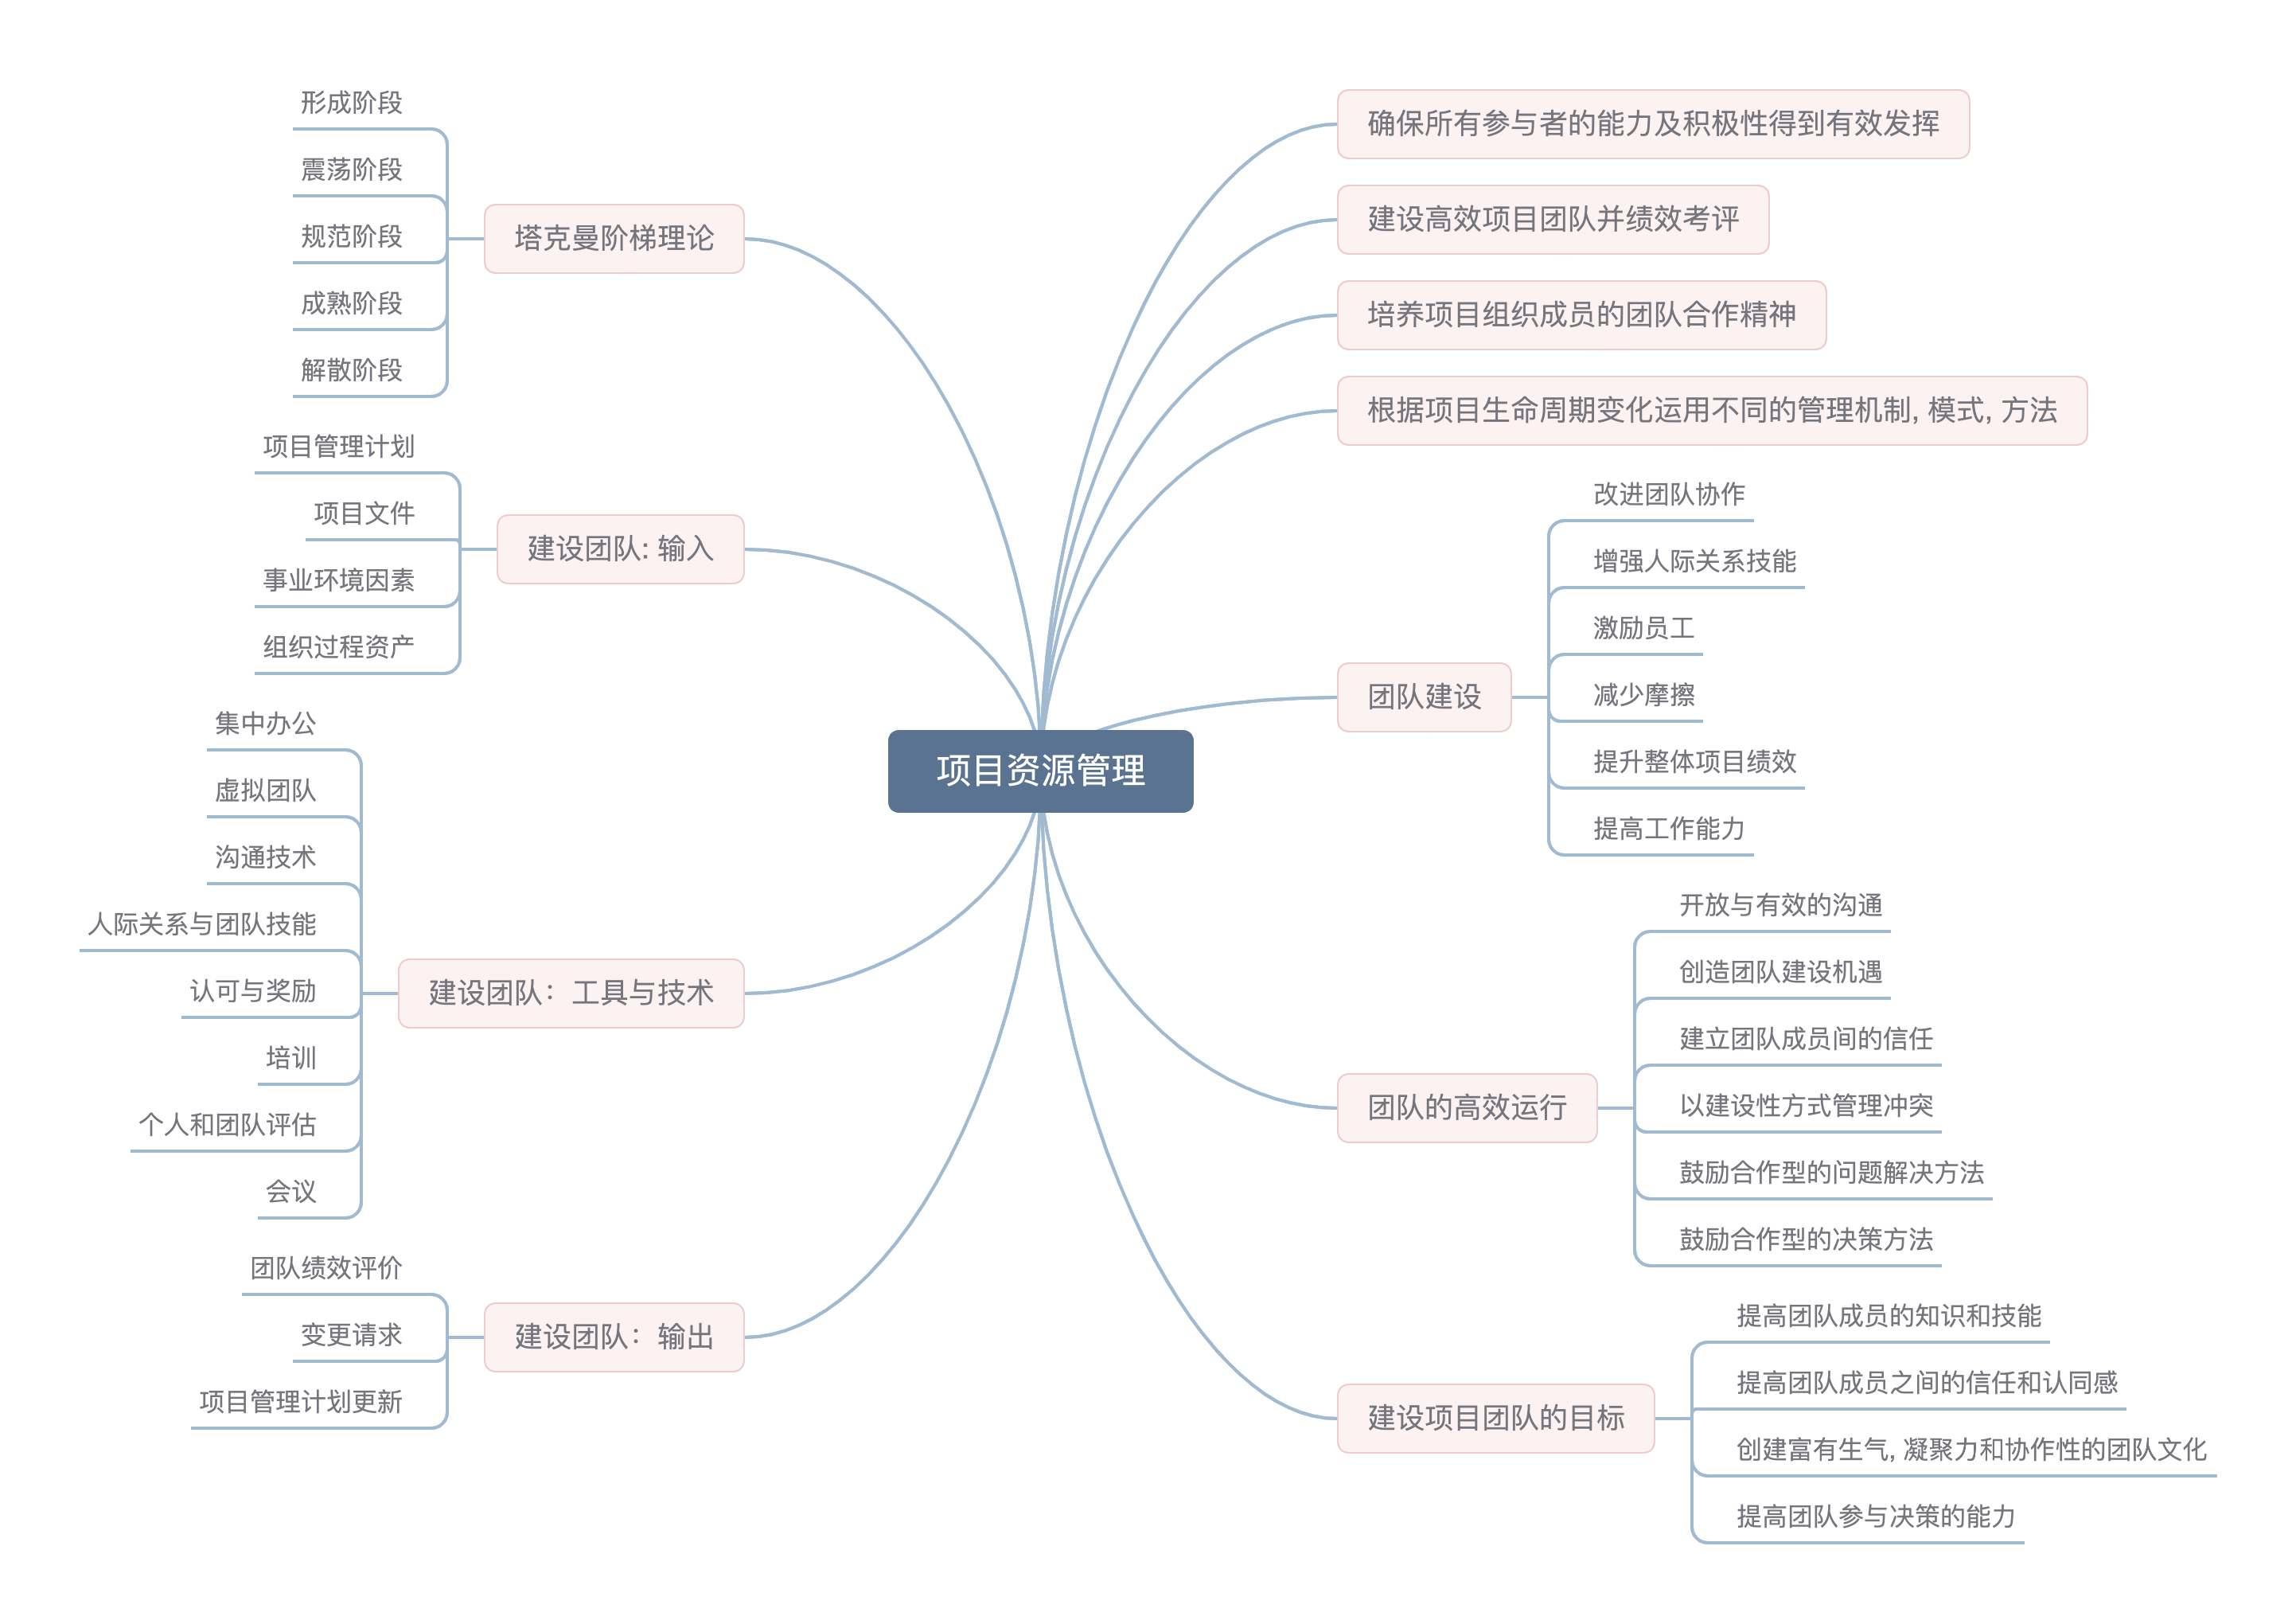 项目资源管理
确保所有参与者的能力及积极性得到有效发挥
建设高效项目团队并绩效考评
培养项目组织成员的团队合作精神
根据项目生命周期变化运用不同的管理机制, 模式, 方法
团队建设
改进团队协作
增强人际关系技能
激励员工
减少摩擦
提升整体项目绩效
提高工作能力
团队的高效运行
开放与有效的沟通
创造团队建设机遇
建立团队成员间的信任
以建设性方式管理冲突
鼓励合作型的问题解决方法
鼓励合作型的决策方法
建设项目团队的目标
提高团队成员的知识和技能
提高团队成员之间的信任和认同感
创建富有生气, 凝聚力和协作性的团队文化
提高团队参与决策的能力
塔克曼阶梯理论
形成阶段
震荡阶段
规范阶段
成熟阶段
解散阶段
建设团队: 输入
项目管理计划
项目文件
事业环境因素
组织过程资产
建设团队：工具与技术
集中办公
虚拟团队
沟通技术
人际关系与团队技能
认可与奖励
培训
个人和团队评估
会议
建设团队：输出
团队绩效评价
变更请求
项目管理计划更新